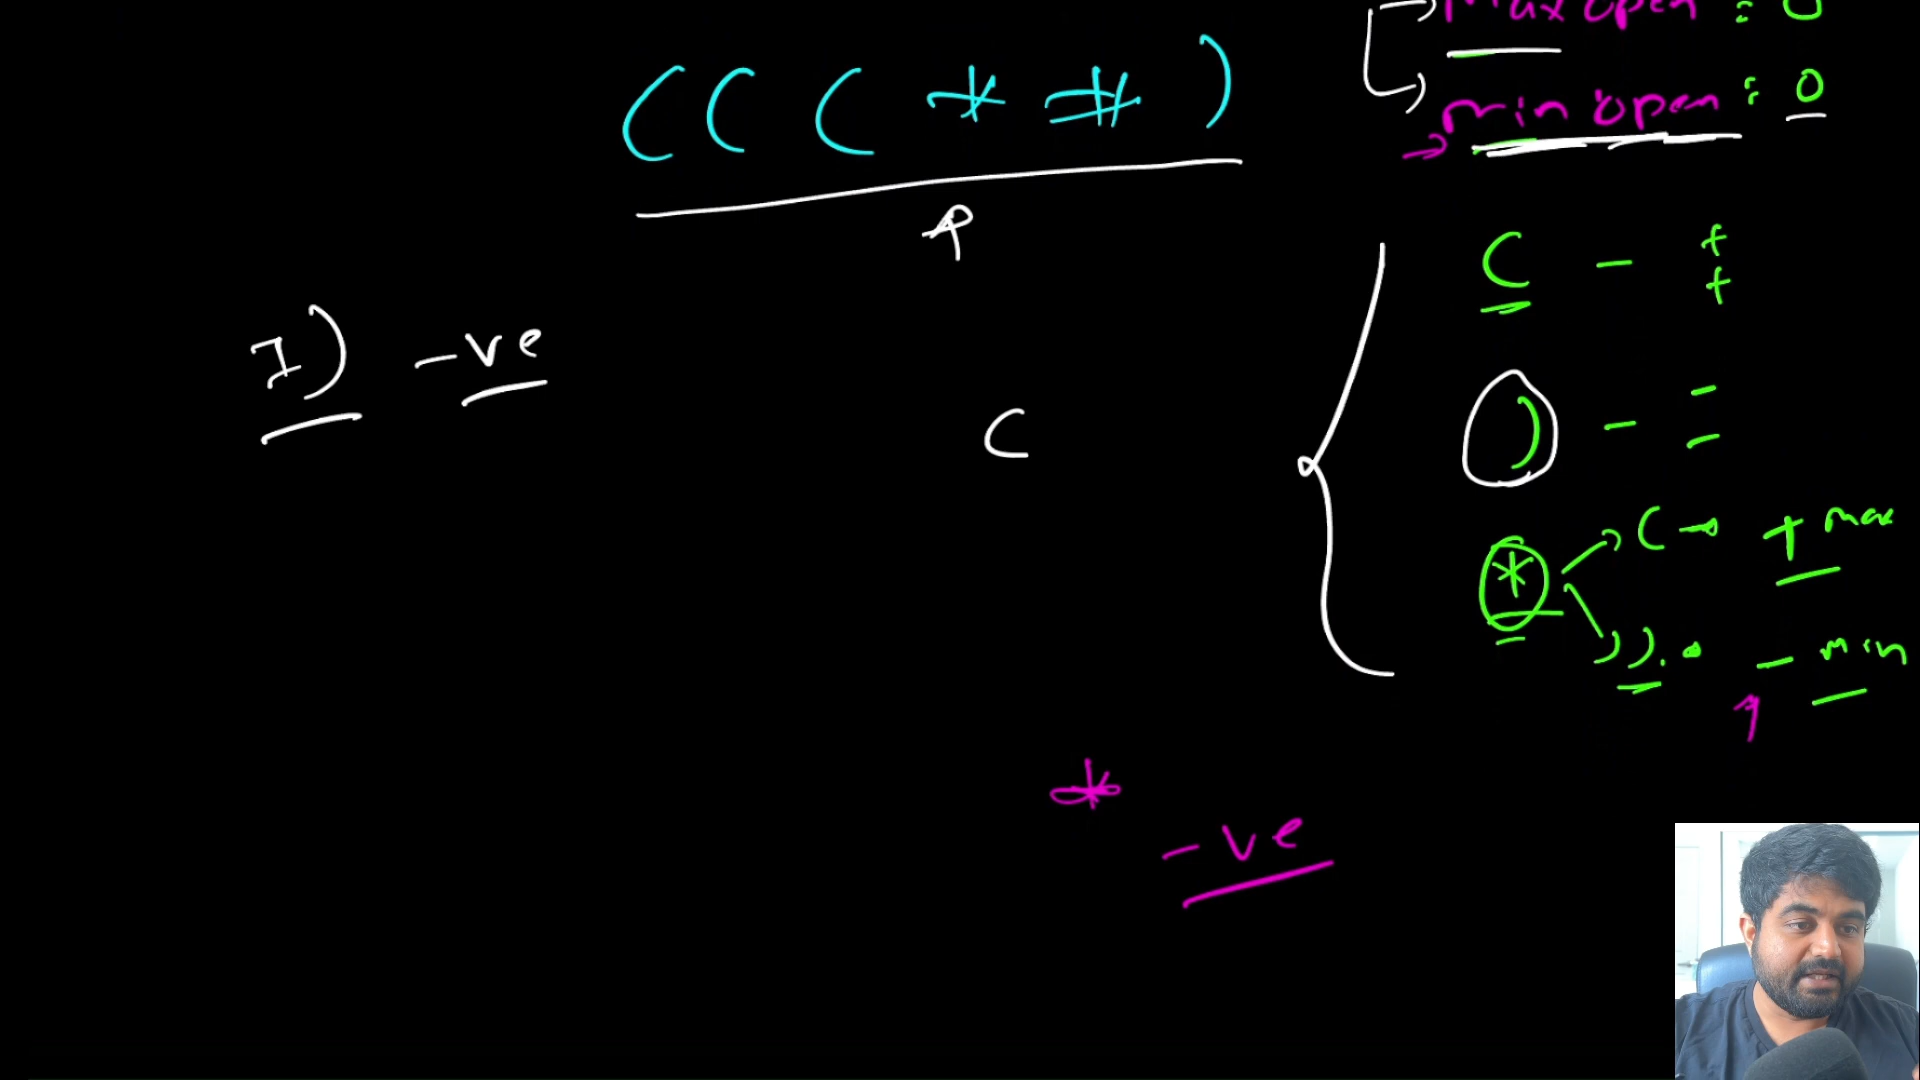 max open : 0
( ( ( * * )
min open : 0
( - + +
1) -ve
(
) - - -
* ( → + max
) ) . - min
*
-ve